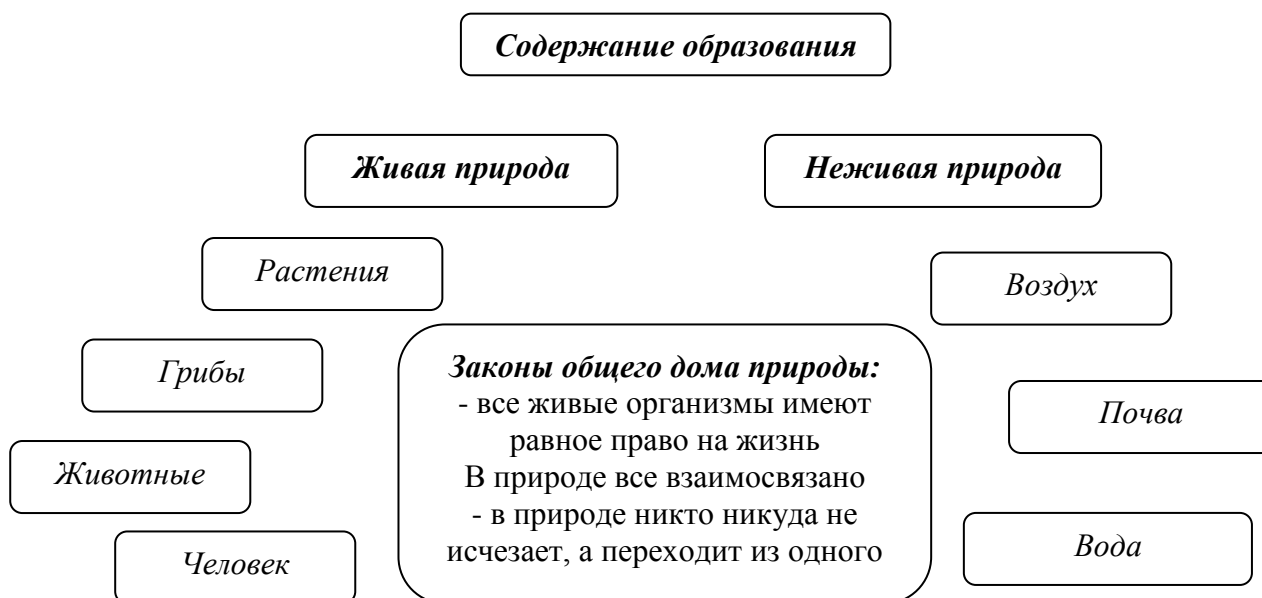 Содержание образования
Живая природа
Неживая природа
Растения
Воздух
Грибы
Почва
Животные
Вода
Человек
Законы общего дома природы:
- все живые организмы имеют
равное право на жизнь
В природе все взаимосвязано
- в природе никто никуда не
исчезает, а переходит из одного